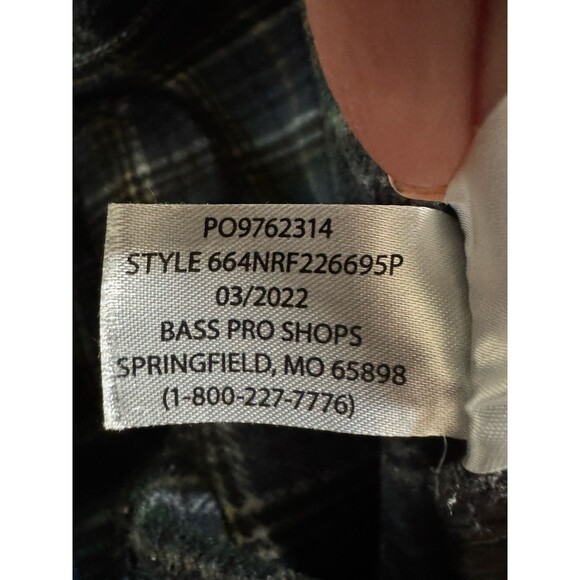 PO9762314
STYLE 664NRF226695P
03/2022
BASS PRO SHOPS
SPRINGFIELD, MO 65898
(1-800-227-7776)